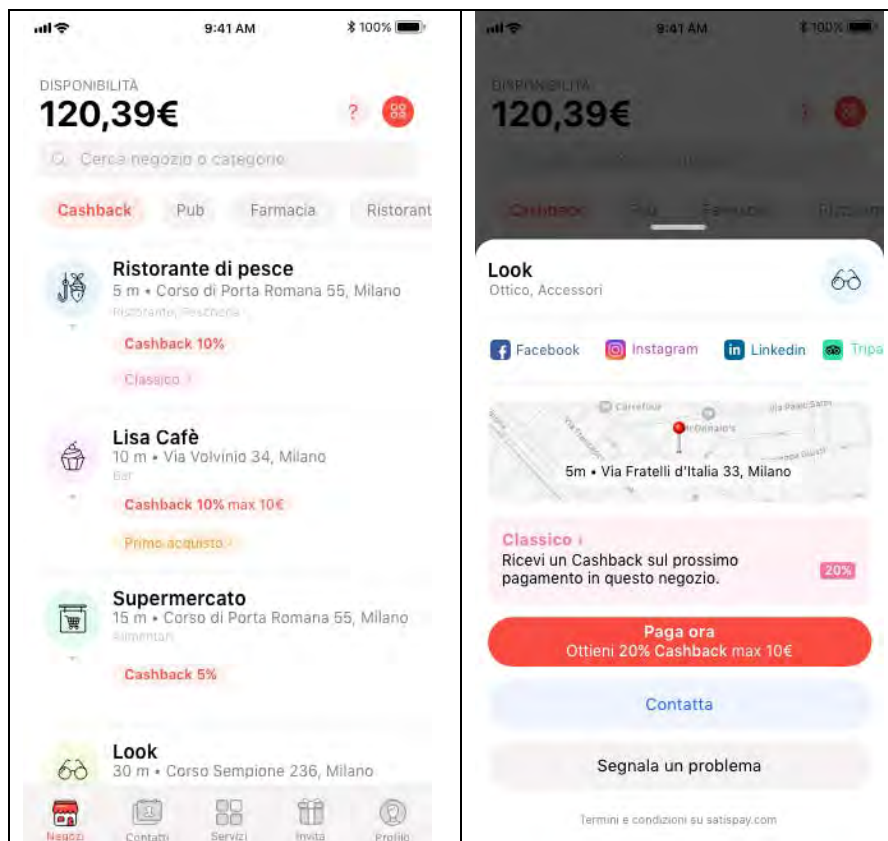 9:41 AM
100%
DISPONIBILITÀ
120,39€
?
Cerca negozio o categoria
Cashback
Pub
Farmacia
Ristorant
Ristorante di pesce
5 m • Corso di Porta Romana 55, Milano
Ristorante, Pescheria
Cashback 10%
Classico ›
Lisa Cafè
10 m • Via Volvinio 34, Milano
Bar
Cashback 10% max 10€
Primo acquisto ›
Supermercato
15 m • Corso di Porta Romana 55, Milano
Alimentari
Cashback 5%
Look
30 m • Corso Sempione 236, Milano
Negozi
Contatti
Servizi
Invita
Profilo
9:41 AM
100%
DISPONIBILITÀ
120,39€
?
Cashback
Pub
Farmacia
Look
Ottico, Accessori
Facebook
Instagram
in
Linkedin
Tripa
Carrefour
McDonald's
5m • Via Fratelli d'Italia 33, Milano
Classico ›
Ricevi un Cashback sul prossimo
pagamento in questo negozio.
20%
Paga ora
Ottieni 20% Cashback max 10€
Contatta
Segnala un problema
Termini e condizioni su satispay.com